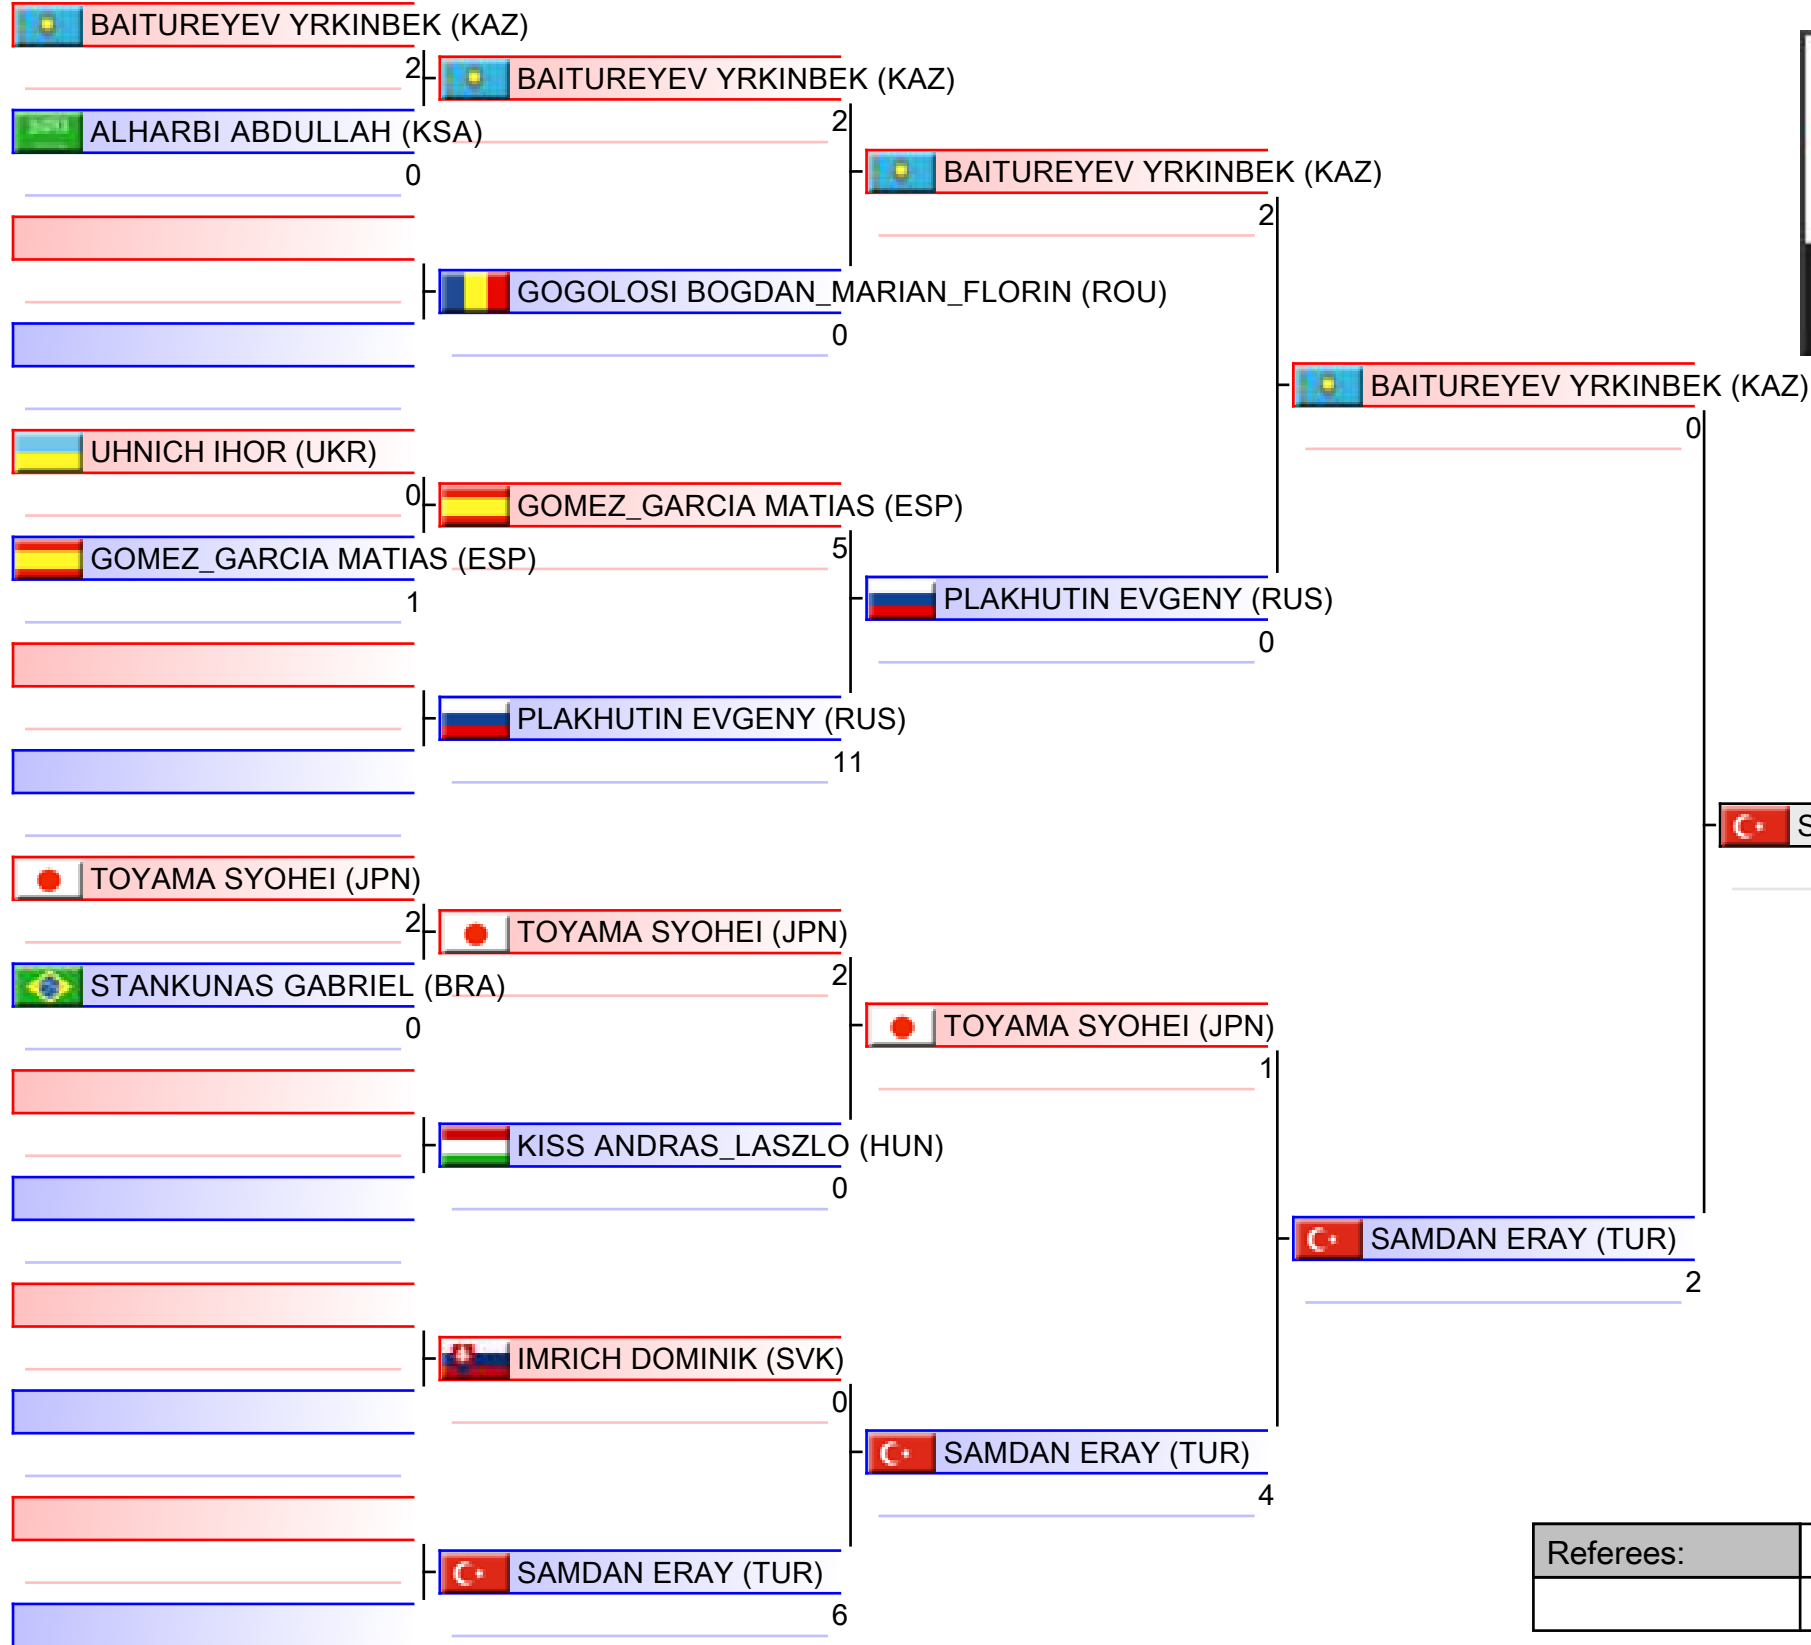 BAITUREYEV YRKINBEK (KAZ)
2
BAITUREYEV YRKINBEK (KAZ)
2
ALHARBI ABDULLAH (KSA)
0
BAITUREYEV YRKINBEK (KAZ)
2
GOGOLOSI BOGDAN_MARIAN_FLORIN (ROU)
0
BAITUREYEV YRKINBEK (KAZ)
0
UHNICH IHOR (UKR)
0
GOMEZ_GARCIA MATIAS (ESP)
5
GOMEZ_GARCIA MATIAS (ESP)
1
PLAKHUTIN EVGENY (RUS)
0
PLAKHUTIN EVGENY (RUS)
11
S
TOYAMA SYOHEI (JPN)
2
TOYAMA SYOHEI (JPN)
2
STANKUNAS GABRIEL (BRA)
0
TOYAMA SYOHEI (JPN)
1
KISS ANDRAS_LASZLO (HUN)
0
SAMDAN ERAY (TUR)
2
IMRICH DOMINIK (SVK)
0
SAMDAN ERAY (TUR)
4
SAMDAN ERAY (TUR)
6
Referees: